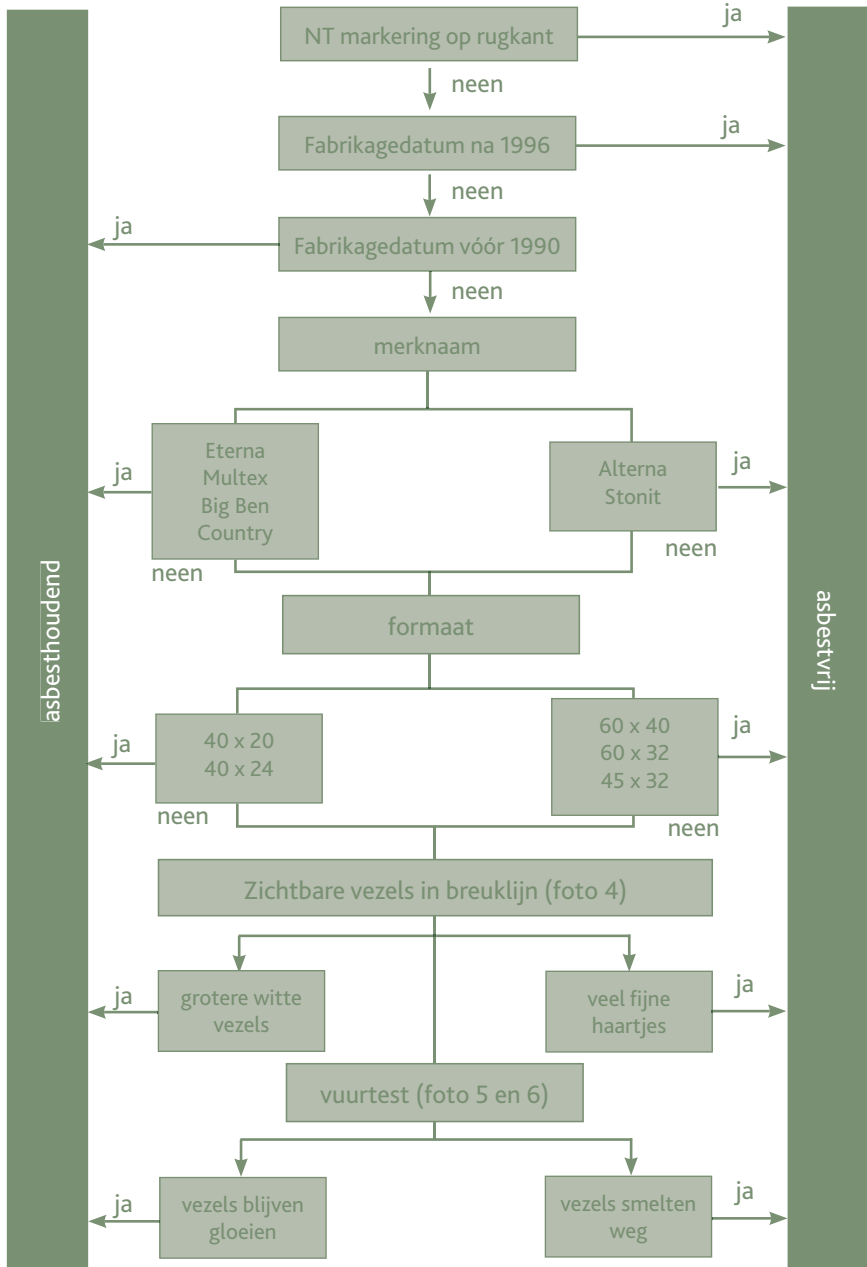 NT markering op rugkant
ja
neen
Fabrikagedatum na 1996
ja
neen
ja
Fabrikagedatum vóór 1990
neen
merknaam
ja
Eterna
Multex
Big Ben
Country
neen
Alterna
Stonit
ja
neen
formaat
ja
40 x 20
40 x 24
neen
60 x 40
60 x 32
45 x 32
ja
neen
Zichtbare vezels in breuklijn (foto 4)
ja
grotere witte
vezels
veel fijne
haartjes
ja
vuurtest (foto 5 en 6)
ja
vezels blijven
gloeien
vezels smelten
weg
ja
asbesthoudend
asbestvrij